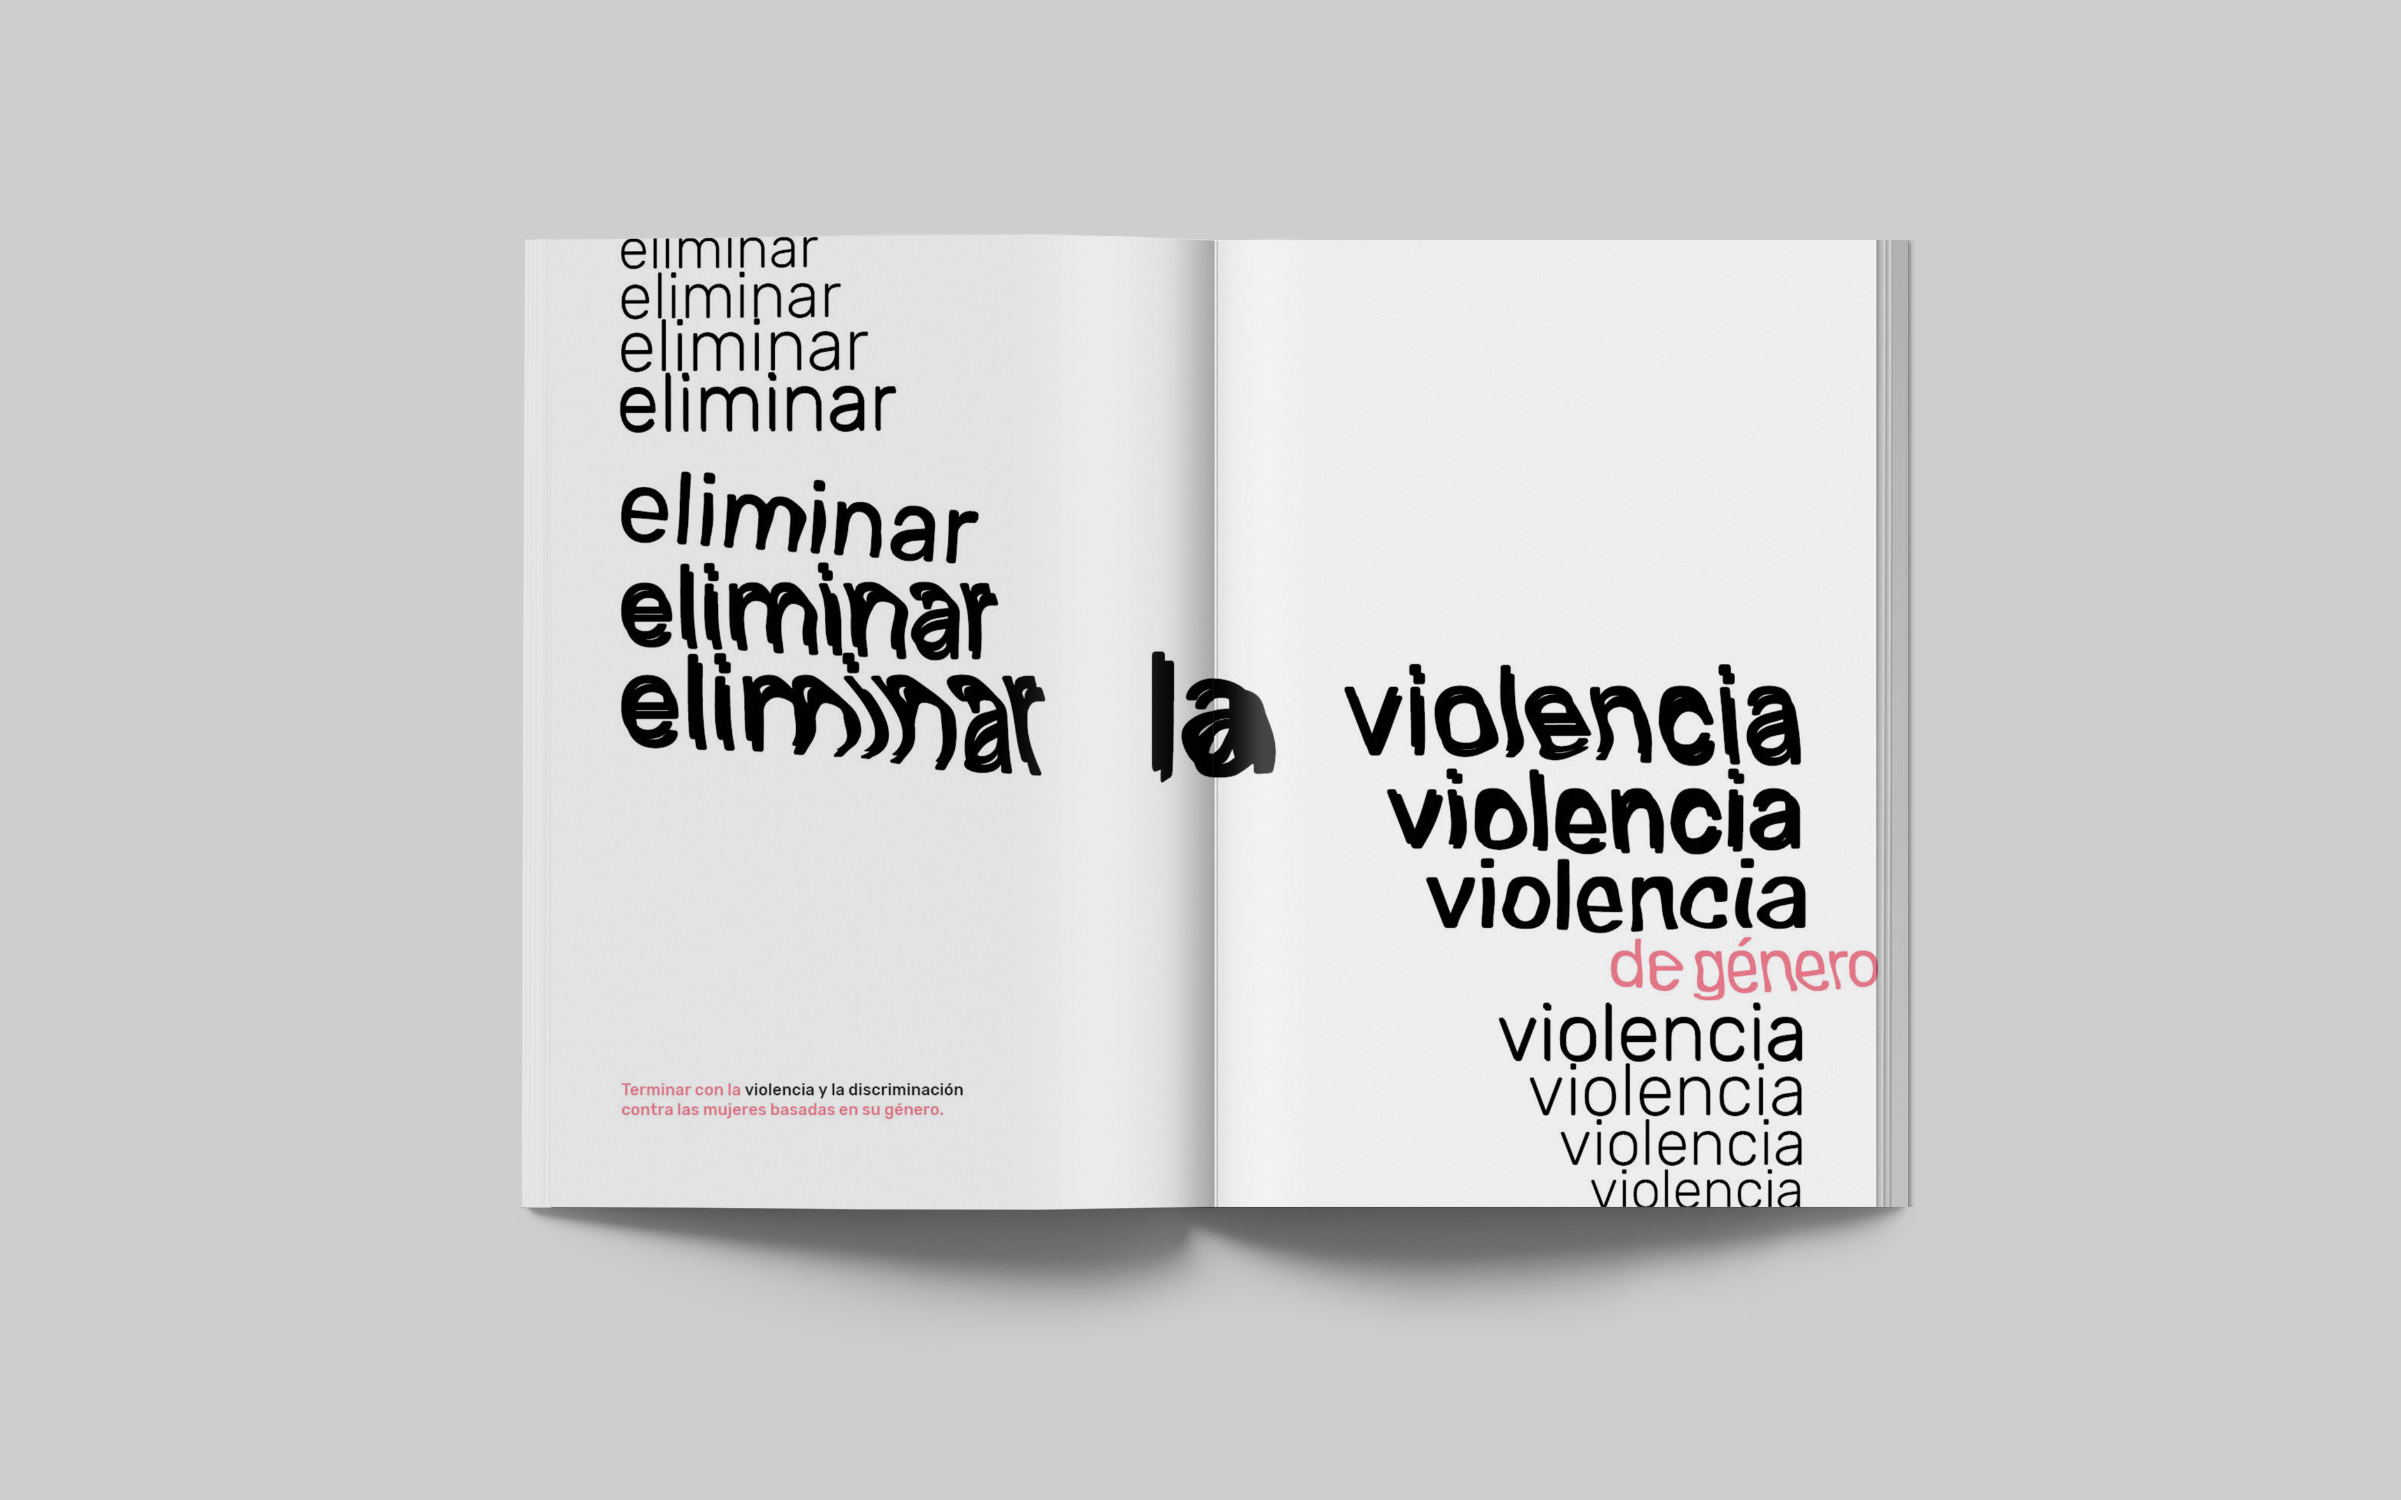 eliminar
eliminar
eliminar
eliminar
eliminar
eliminar
eliminar la violencia
violencia
violencia
de género
violencia
violencia
violencia
violencia
Terminar con la violencia y la discriminación
contra las mujeres basadas en su género.